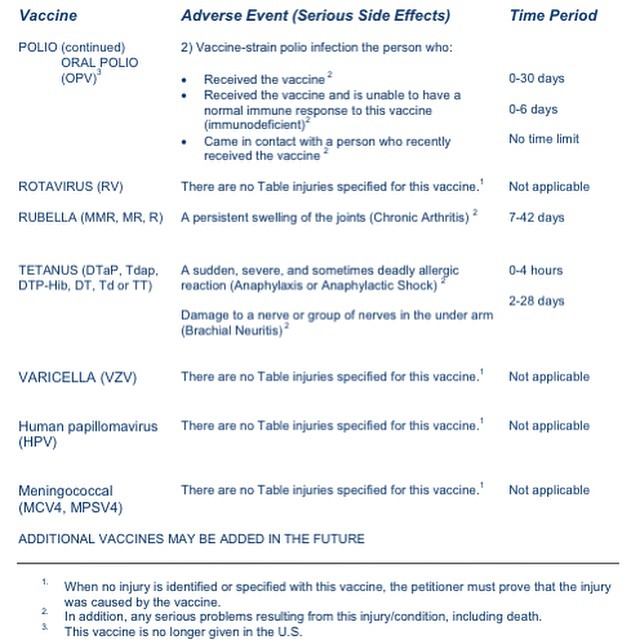 Vaccine Adverse Event (Serious Side Effects) Time Period
POLIO (continued) 2) Vaccine-strain polio infection the person who:
ORAL POLIO
(OPV)3
• Received the vaccine 2 0-30 days
• Received the vaccine and is unable to have a
normal immune response to this vaccine 0-6 days
(immunodeficient)2
• Came in contact with a person who recently No time limit
received the vaccine 2
ROTAVIRUS (RV) There are no Table injuries specified for this vaccine.1 Not applicable
RUBELLA (MMR, MR, R) A persistent swelling of the joints (Chronic Arthritis) 2 7-42 days
TETANUS (DTaP, Tdap, A sudden, severe, and sometimes deadly allergic 0-4 hours
DTP-Hib, DT, Td or TT) reaction (Anaphylaxis or Anaphylactic Shock) 2
2-28 days
Damage to a nerve or group of nerves in the under arm
(Brachial Neuritis) 2
VARICELLA (VZV) There are no Table injuries specified for this vaccine.1 Not applicable
Human papillomavirus There are no Table injuries specified for this vaccine.1 Not applicable
(HPV)
Meningococcal There are no Table injuries specified for this vaccine.1 Not applicable
(MCV4, MPSV4)
ADDITIONAL VACCINES MAY BE ADDED IN THE FUTURE
1. When no injury is identified or specified with this vaccine, the petitioner must prove that the injury
was caused by the vaccine.
2. In addition, any serious problems resulting from this injury/condition, including death.
3. This vaccine is no longer given in the U.S.